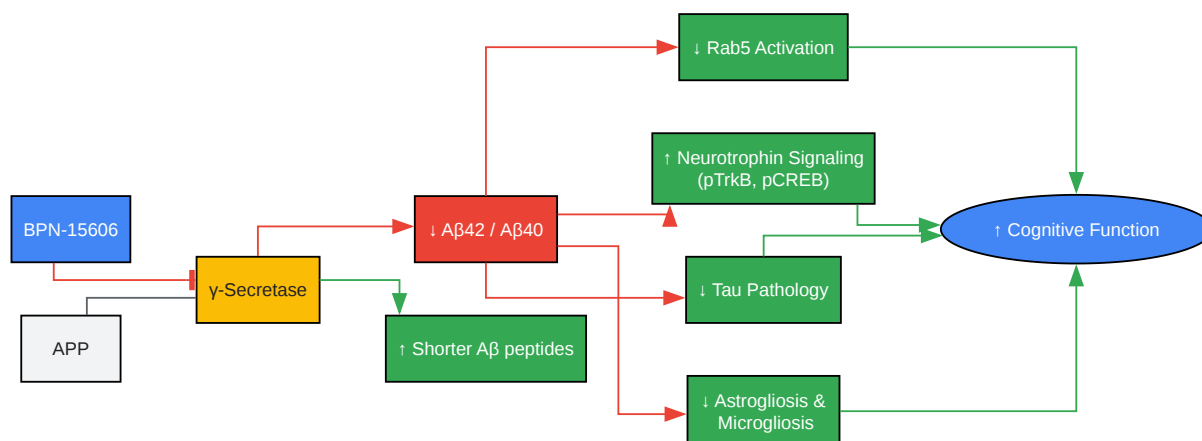 BPN-15606
APP
γ-Secretase
↓ Aβ42 / Aβ40
↑ Shorter Aβ peptides
↓ Rab5 Activation
↑ Neurotrophin Signaling
(pTrkB, pCREB)
↓ Tau Pathology
↓ Astrogliosis &
Microgliosis
↑ Cognitive Function